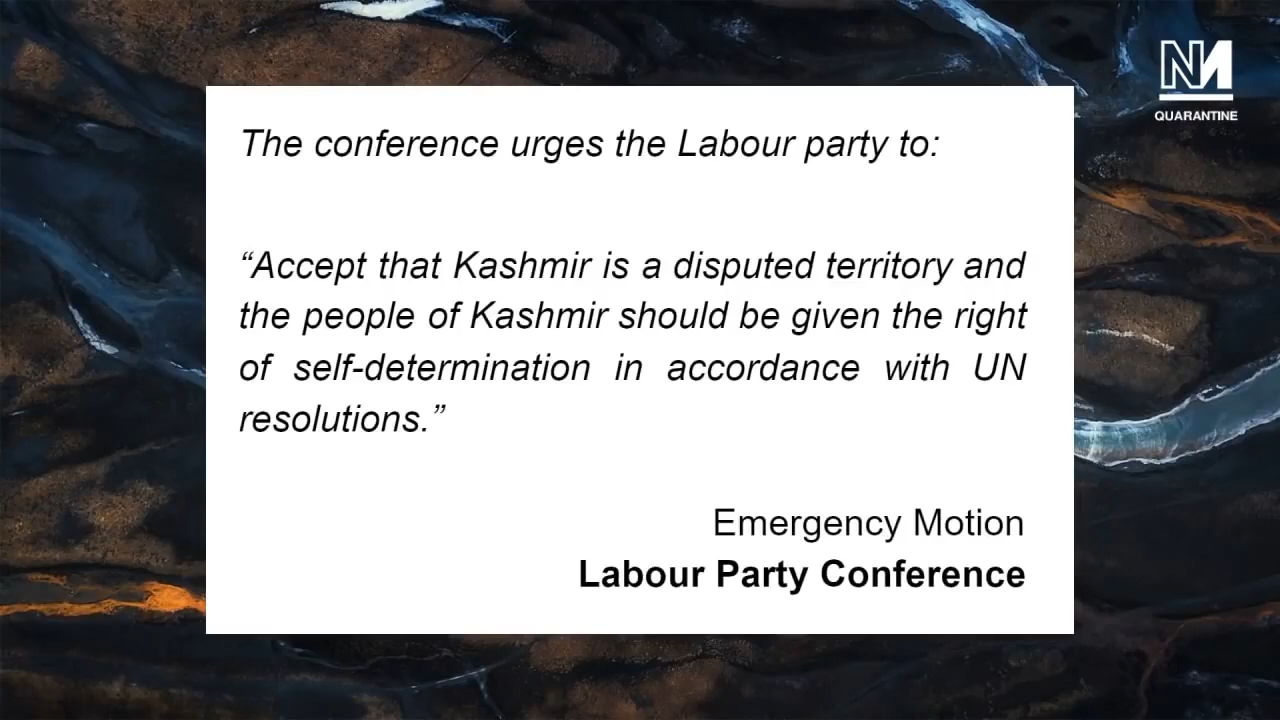 NM
QUARANTINE
The conference urges the Labour party to:
“Accept that Kashmir is a disputed territory and
the people of Kashmir should be given the right
of self-determination in accordance with UN
resolutions.”
Emergency Motion
Labour Party Conference